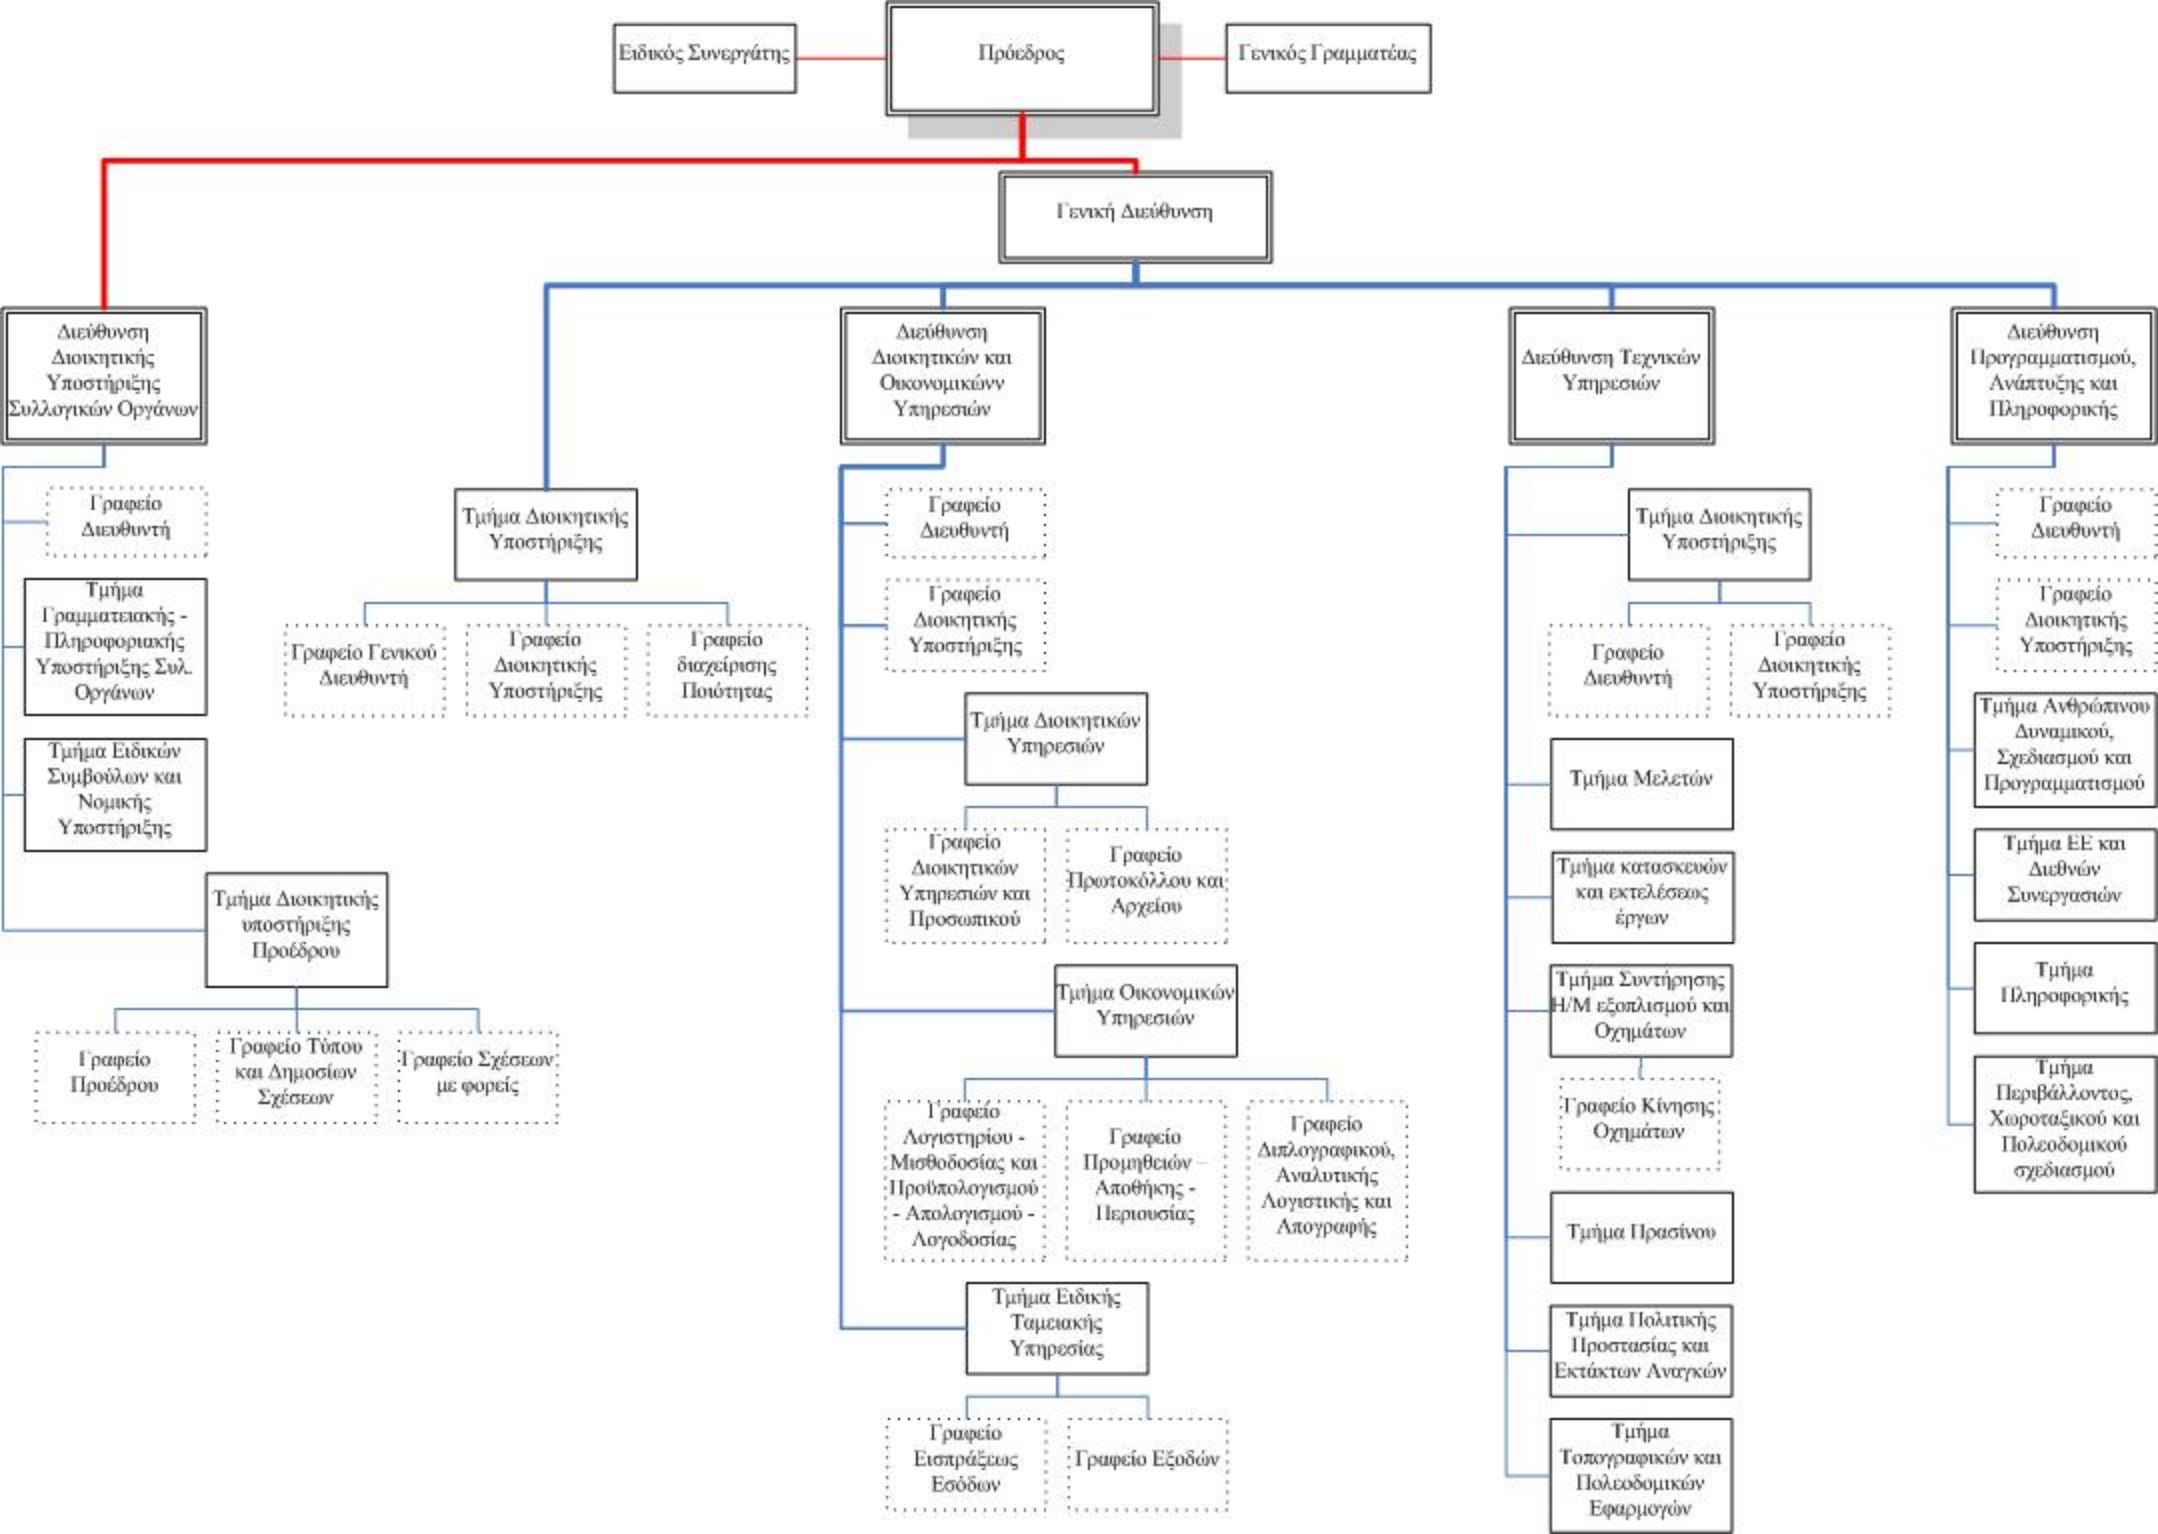 Ειδικός Συνεργάτης
Πρόεδρος
Γενικός Γραμματέας
Γενική Διεύθυνση
Διεύθυνση
Διοικητικής
Υποστήριξης
Συλλογικών Οργάνων
Γραφείο
Διευθυντή
Τμήμα
Γραμματειακής -
Πληροφοριακής
Υποστήριξης Συλ.
Οργάνων
Τμήμα Ειδικών
Συμβούλων και
Νομικής
Υποστήριξης
Τμήμα Διοικητικής
υποστήριξης
Προέδρου
Γραφείο
Προέδρου
Γραφείο Τύπου
και Δημοσίων
Σχέσεων
Γραφείο Σχέσεων
με φορείς
Τμήμα Διοικητικής
Υποστήριξης
Γραφείο Γενικού
Διευθυντή
Γραφείο
Διοικητικής
Υποστήριξης
Γραφείο
διαχείρισης
Ποιότητας
Διεύθυνση
Διοικητικών και
Οικονομικώνν
Υπηρεσιών
Γραφείο
Διευθυντή
Γραφείο
Διοικητικής
Υποστήριξης
Τμήμα Διοικητικών
Υπηρεσιών
Γραφείο
Διοικητικών
Υπηρεσιών και
Προσωπικού
Γραφείο
Πρωτοκόλλου και
Αρχείου
Τμήμα Οικονομικών
Υπηρεσιών
Γραφείο
Λογιστηρίου -
Μισθοδοσίας και
Προϋπολογισμού
- Απολογισμού -
Λογοδοσίας
Γραφείο
Προμηθειών –
Αποθήκης -
Περιουσίας
Γραφείο
Διπλογραφικού,
Αναλυτικής
Λογιστικής και
Απογραφής
Τμήμα Ειδικής
Ταμειακής
Υπηρεσίας
Γραφείο
Εισπράξεως
Εσόδων
Γραφείο Εξοδών
Διεύθυνση Τεχνικών
Υπηρεσιών
Τμήμα Διοικητικής
Υποστήριξης
Γραφείο
Διευθυντή
Γραφείο
Διοικητικής
Υποστήριξης
Τμήμα Μελετών
Τμήμα κατασκευών
και εκτελέσεως
έργων
Τμήμα Συντήρησης
Η/Μ εξοπλισμού και
Οχημάτων
Γραφείο Κίνησης
Οχημάτων
Τμήμα Πρασίνου
Τμήμα Πολιτικής
Προστασίας και
Εκτάκτων Αναγκών
Τμήμα
Τοπογραφικών και
Πολεοδομικών
Εφαρμογών
Διεύθυνση
Προγραμματισμού,
Ανάπτυξης και
Πληροφορικής
Γραφείο
Διευθυντή
Γραφείο
Διοικητικής
Υποστήριξης
Τμήμα Ανθρώπινου
Δυναμικού,
Σχεδιασμού και
Προγραμματισμού
Τμήμα ΕΕ και
Διεθνών
Συνεργασιών
Τμήμα
Πληροφορικής
Τμήμα
Περιβάλλοντος,
Χωροταξικού και
Πολεοδομικού
σχεδιασμού